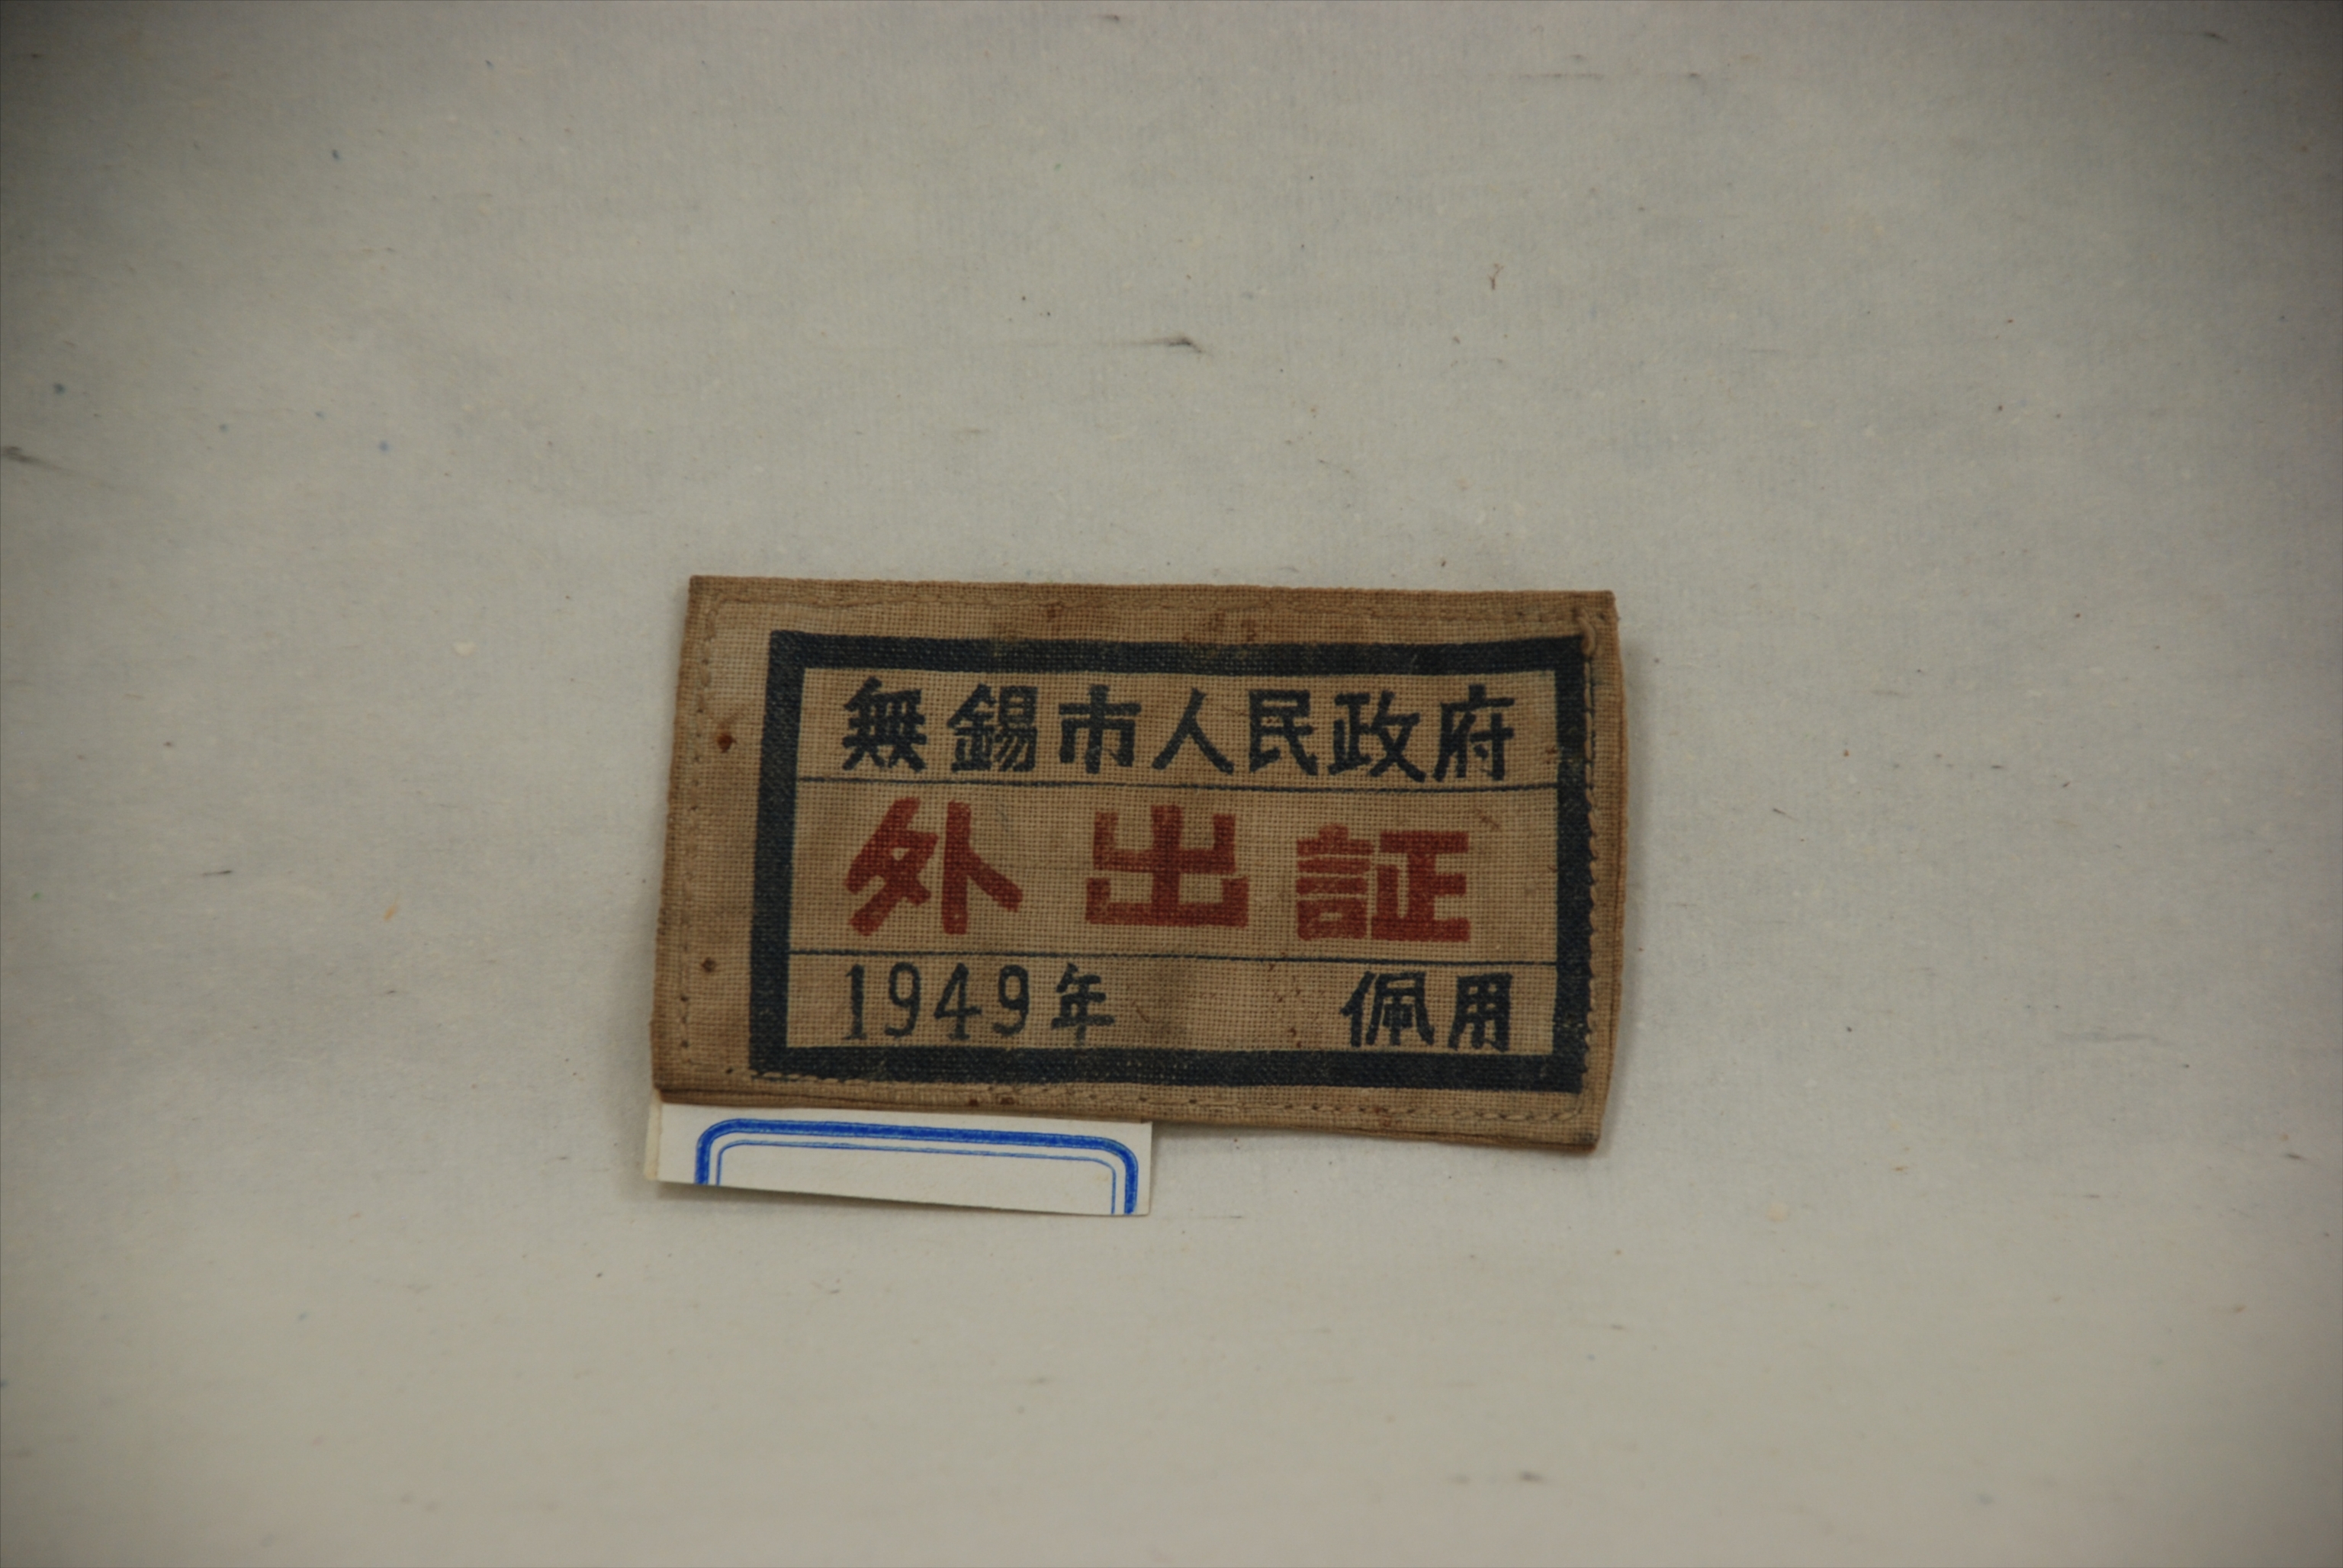 無錫市人民政府
外出証
1949年 佩用